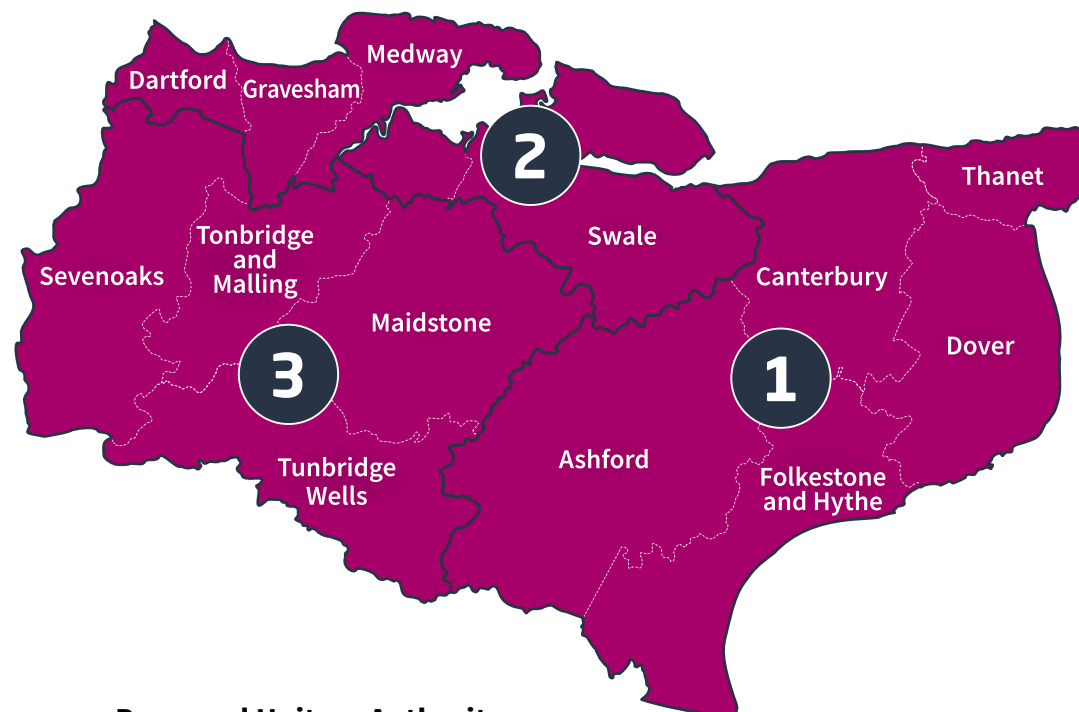 Medway
Dartford
Gravesham
2
Thanet
Swale
Tonbridge
and
Malling
Sevenoaks
Canterbury
Maidstone
Dover
3
1
Ashford
Tunbridge
Wells
Folkestone
and Hythe